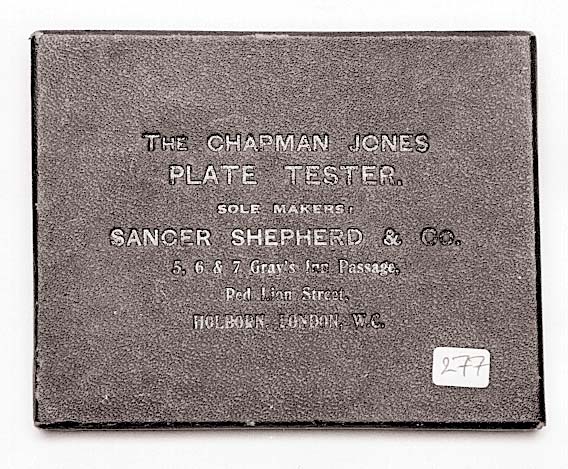 THE CHAPMAN JONES
PLATE TESTER.
SOLE MAKERS:
SANGER SHEPHERD & Co.
5, 6 & 7, Gray's Inn Passage,
Red Lion Street,
HOLBORN, LONDON, W.C.
277